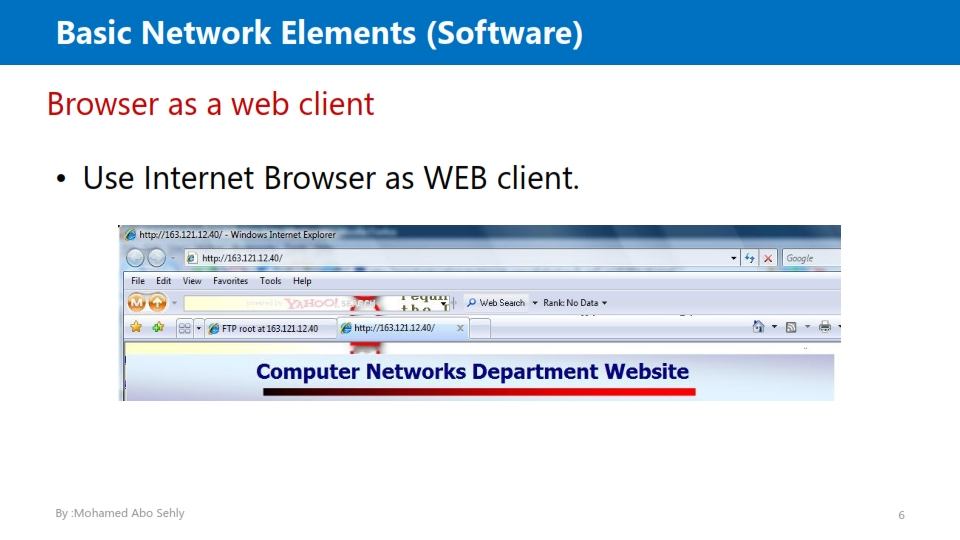 Basic Network Elements (Software)
Browser as a web client
• Use Internet Browser as WEB client.
http://163.121.12.40/ - Windows Internet Explorer
http://163.121.12.40/
Google
File Edit View Favorites Tools Help
powered by YAHOO! SEARCH
Web Search Rank: No Data
FTP root at 163.121.12.40
http://163.121.12.40/
Computer Networks Department Website
By :Mohamed Abo Sehly
6